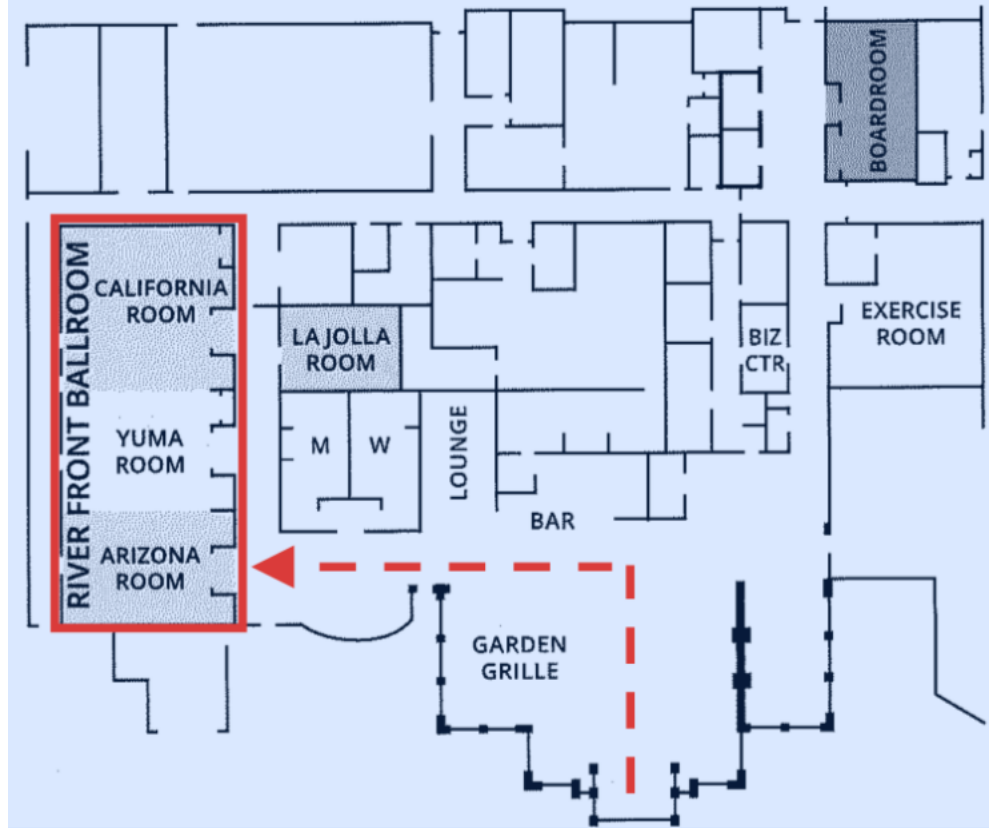 BOARDROOM
RIVER FRONT BALLROOM
CALIFORNIA
ROOM
LA JOLLA
ROOM
BIZ
CTR
EXERCISE
ROOM
YUMA
ROOM
M
W
LOUNGE
BAR
ARIZONA
ROOM
GARDEN
GRILLE